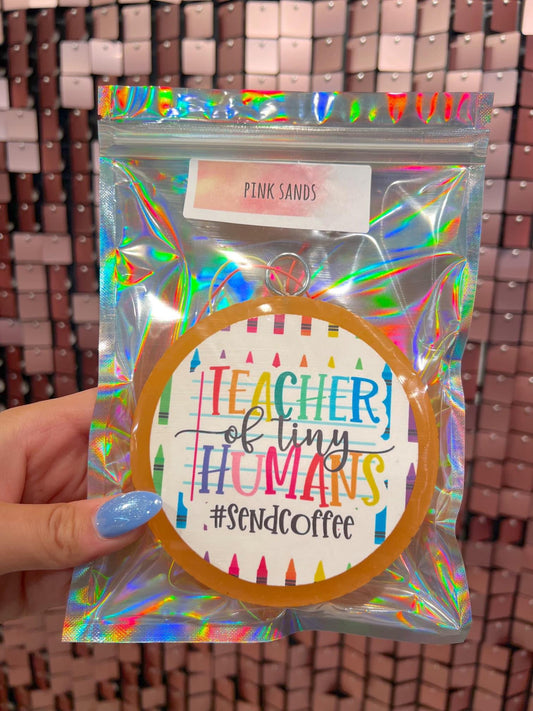 PINK SANDS
TEACHER
of tiny
HUMANS
#SENDCOFFEE